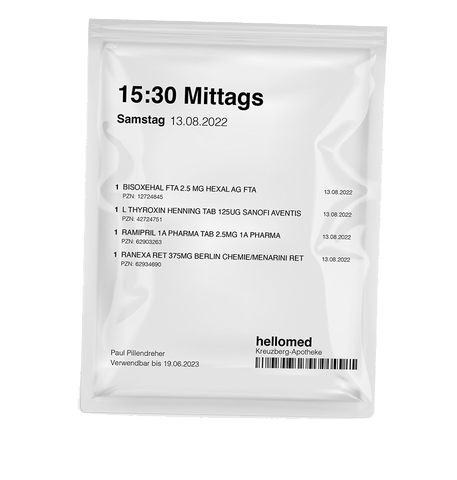 15:30 Mittags
Samstag 13.08.2022
1 BISOXEHAL FTA 2.5 MG HEXAL AG FTA 13.08.2022
PZN: 12724845
1 L THYROXIN HENNING TAB 125UG SANOFI AVENTIS 13.08.2022
PZN: 42724751
1 RAMIPRIL 1A PHARMA TAB 2.5MG 1A PHARMA 13.08.2022
PZN: 62903263
1 RANEXA RET 375MG BERLIN CHEMIE/MENARINI RET 13.08.2022
PZN: 62934690
hellomed
Paul Pillendreher Kreuzberg-Apotheke
Verwendbar bis 19.06.2023